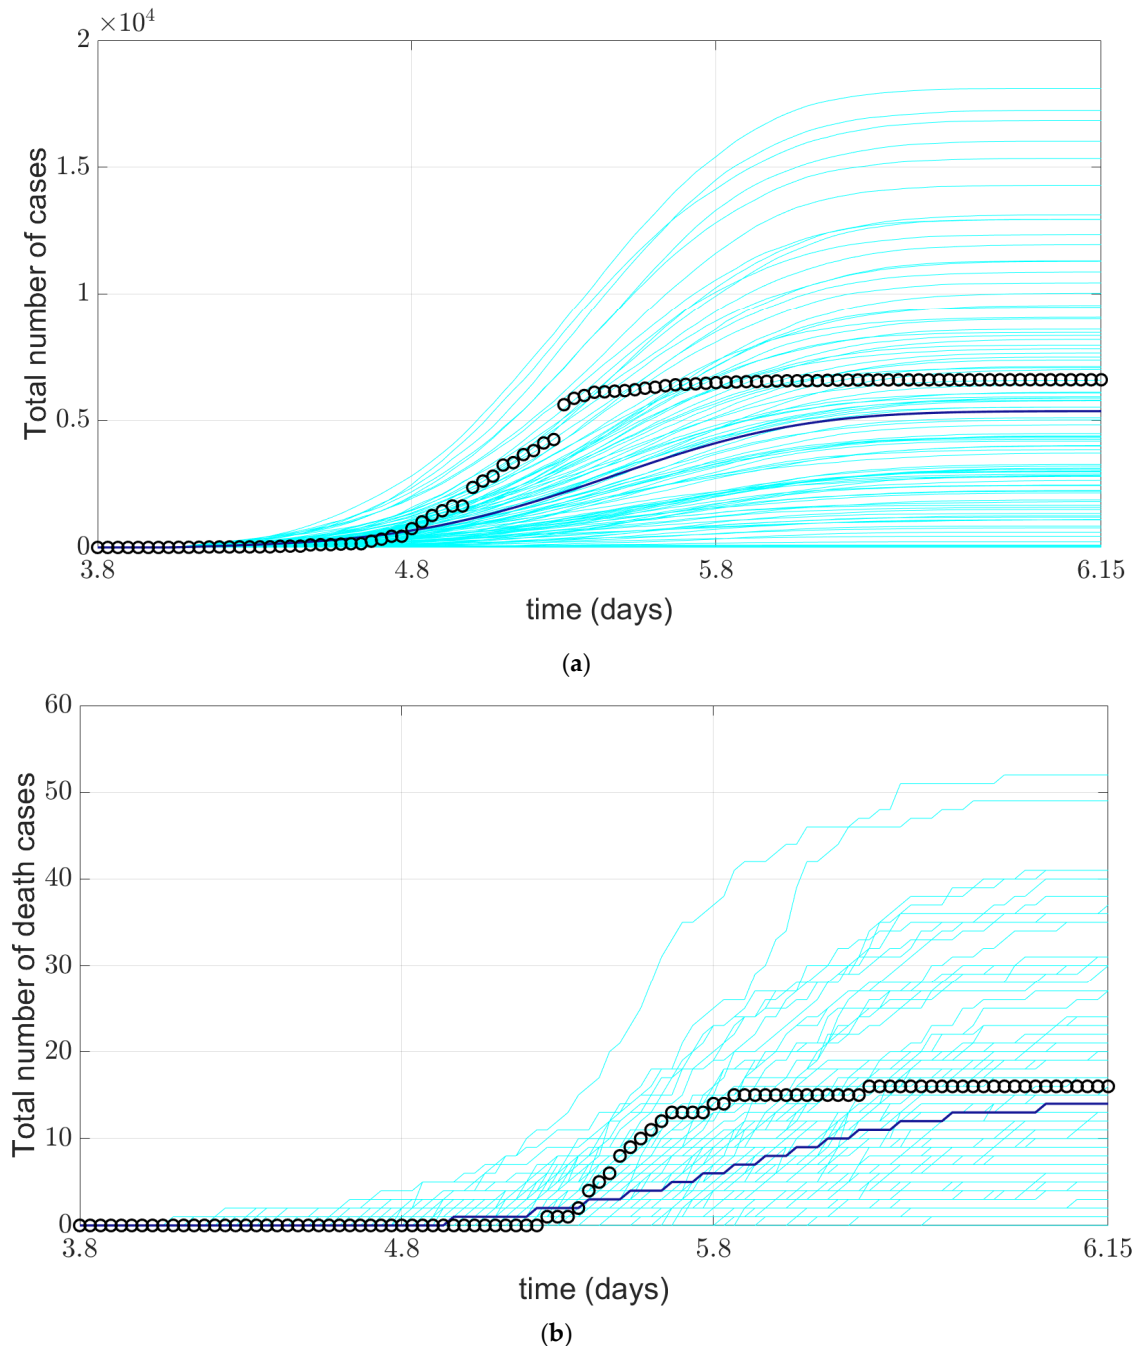 ×10⁴
2
1.5
1
0.5
0
Total number of cases
3.8 4.8 5.8 6.15
time (days)
(a)
60
50
40
30
20
10
0
Total number of death cases
3.8 4.8 5.8 6.15
time (days)
(b)